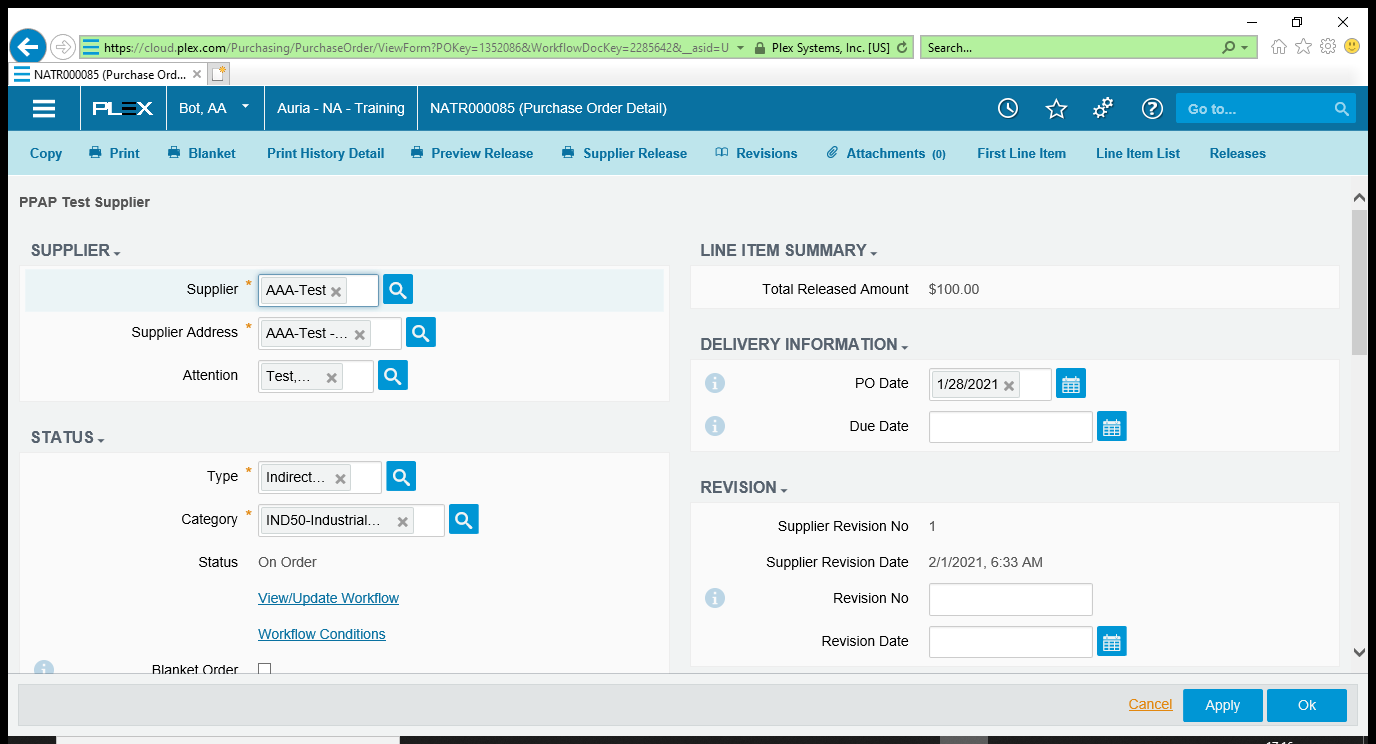 https://cloud.plex.com/Purchasing/PurchaseOrder/ViewForm?POKey=1352086&WorkflowDocKey=2285642&__asid=U
Plex Systems, Inc. [US]
Search...
NATR000085 (Purchase Ord...
PLEX
Bot, AA
Auria - NA - Training
NATR000085 (Purchase Order Detail)
Go to...
Copy Print Blanket Print History Detail Preview Release Supplier Release Revisions Attachments (0) First Line Item Line Item List Releases
PPAP Test Supplier
SUPPLIER
Supplier * AAA-Test
Supplier Address * AAA-Test -...
Attention Test,...
STATUS
Type * Indirect...
Category * IND50-Industrial...
Status On Order
View/Update Workflow
Workflow Conditions
Blanket Order
LINE ITEM SUMMARY
Total Released Amount $100.00
DELIVERY INFORMATION
PO Date 1/28/2021
Due Date
REVISION
Supplier Revision No 1
Supplier Revision Date 2/1/2021, 6:33 AM
Revision No
Revision Date
Cancel Apply Ok